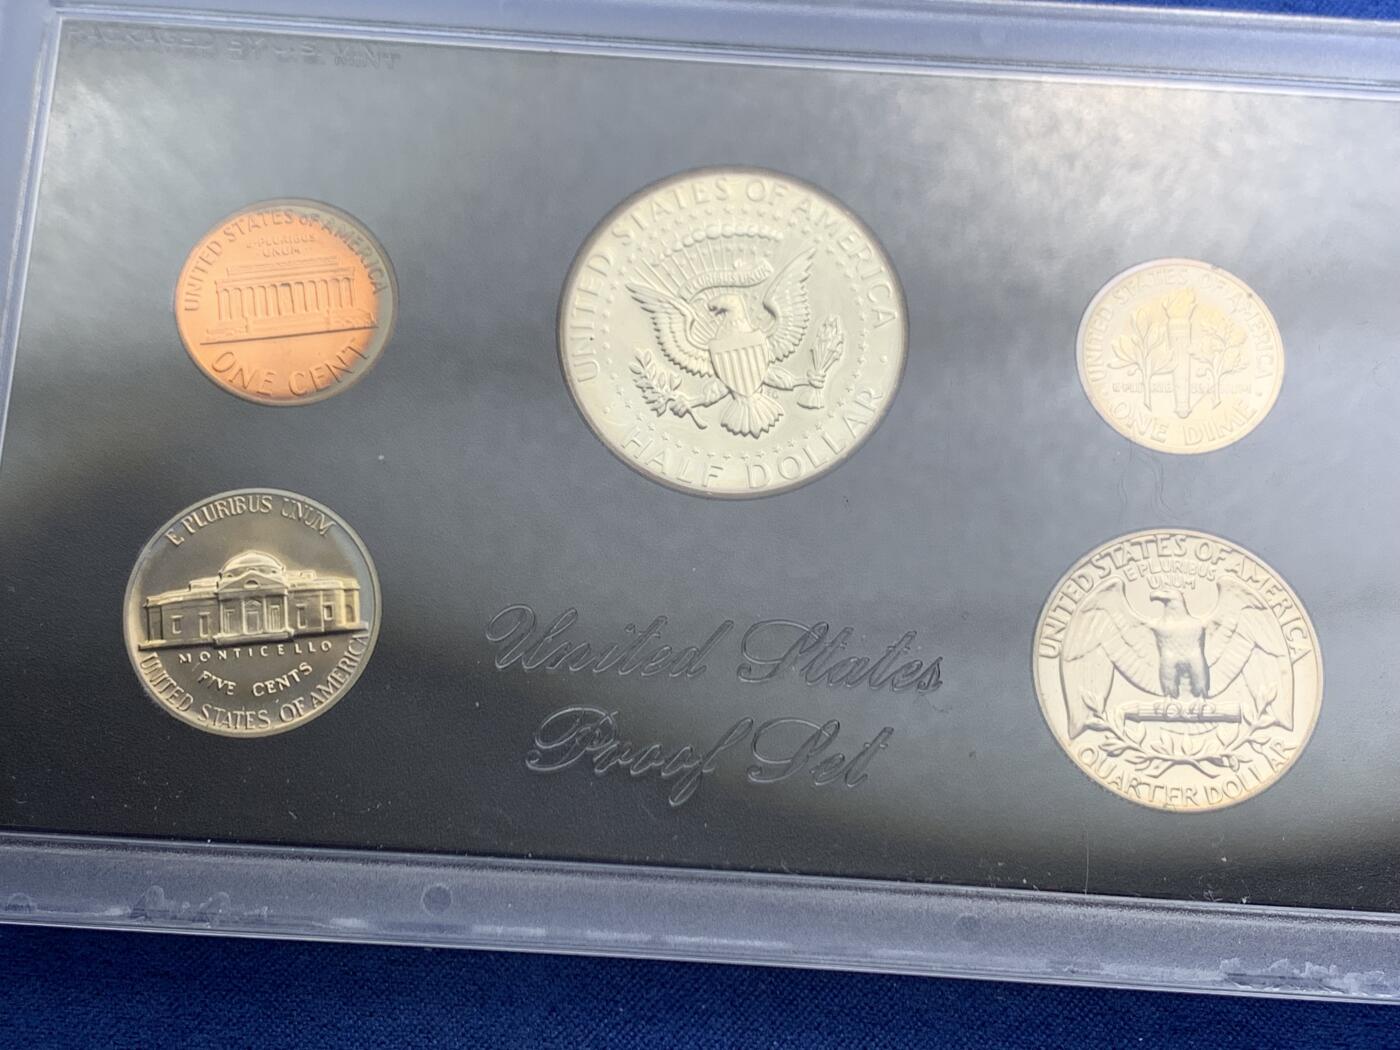 PACKAGED BY U.S. MINT
UNITED STATES OF AMERICA
E·PLURIBUS
UNUM
ONE CENT
UNITED STATES OF AMERICA
E PLURIBUS UNUM
HALF DOLLAR
UNITED STATES OF AMERICA
E PLURIBUS UNUM
ONE DIME
E PLURIBUS UNUM
MONTICELLO
FIVE CENTS
UNITED STATES OF AMERICA
United States
Proof Set
UNITED STATES OF AMERICA
E PLURIBUS
UNUM
QUARTER DOLLAR